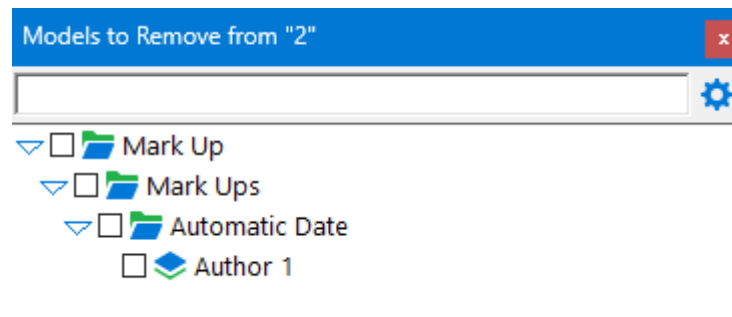 Models to Remove from "2"
x
Mark Up
Mark Ups
Automatic Date
Author 1